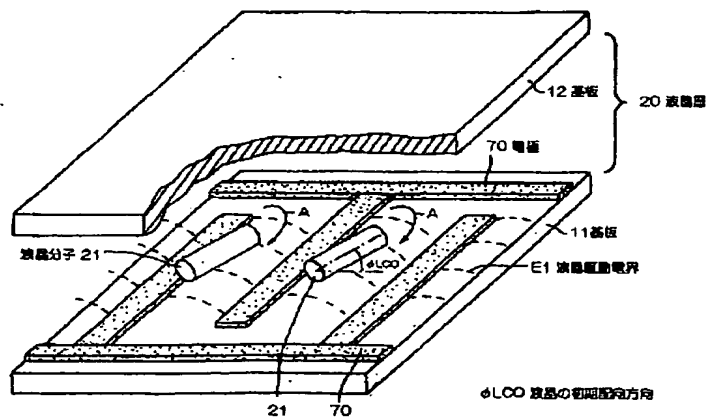 12 基板
20 液晶層
70 電極
A
A
11 基板
液晶分子 21
φLCO
E1 液晶駆動電界
21
70
φLCO 液晶の初期配向方向